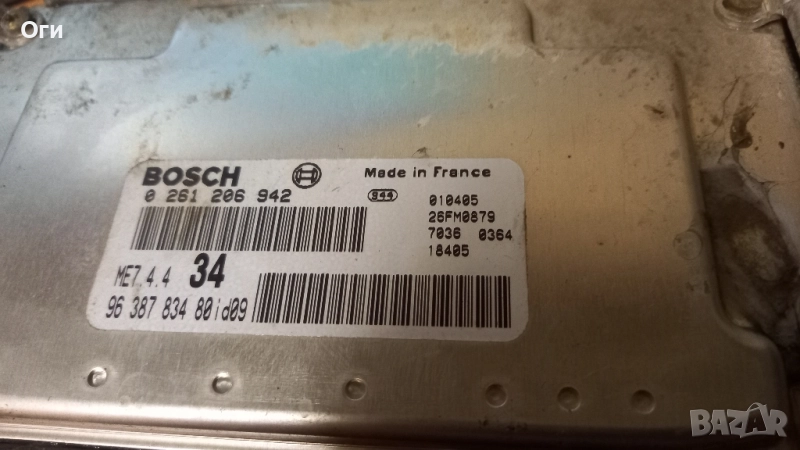 Оги
BOSCH
0 261 206 942
Made in France
S44
010405
26FM0879
7036 0364
18405
ME7.4.4 34
96 387 834 80id09
BAZAR